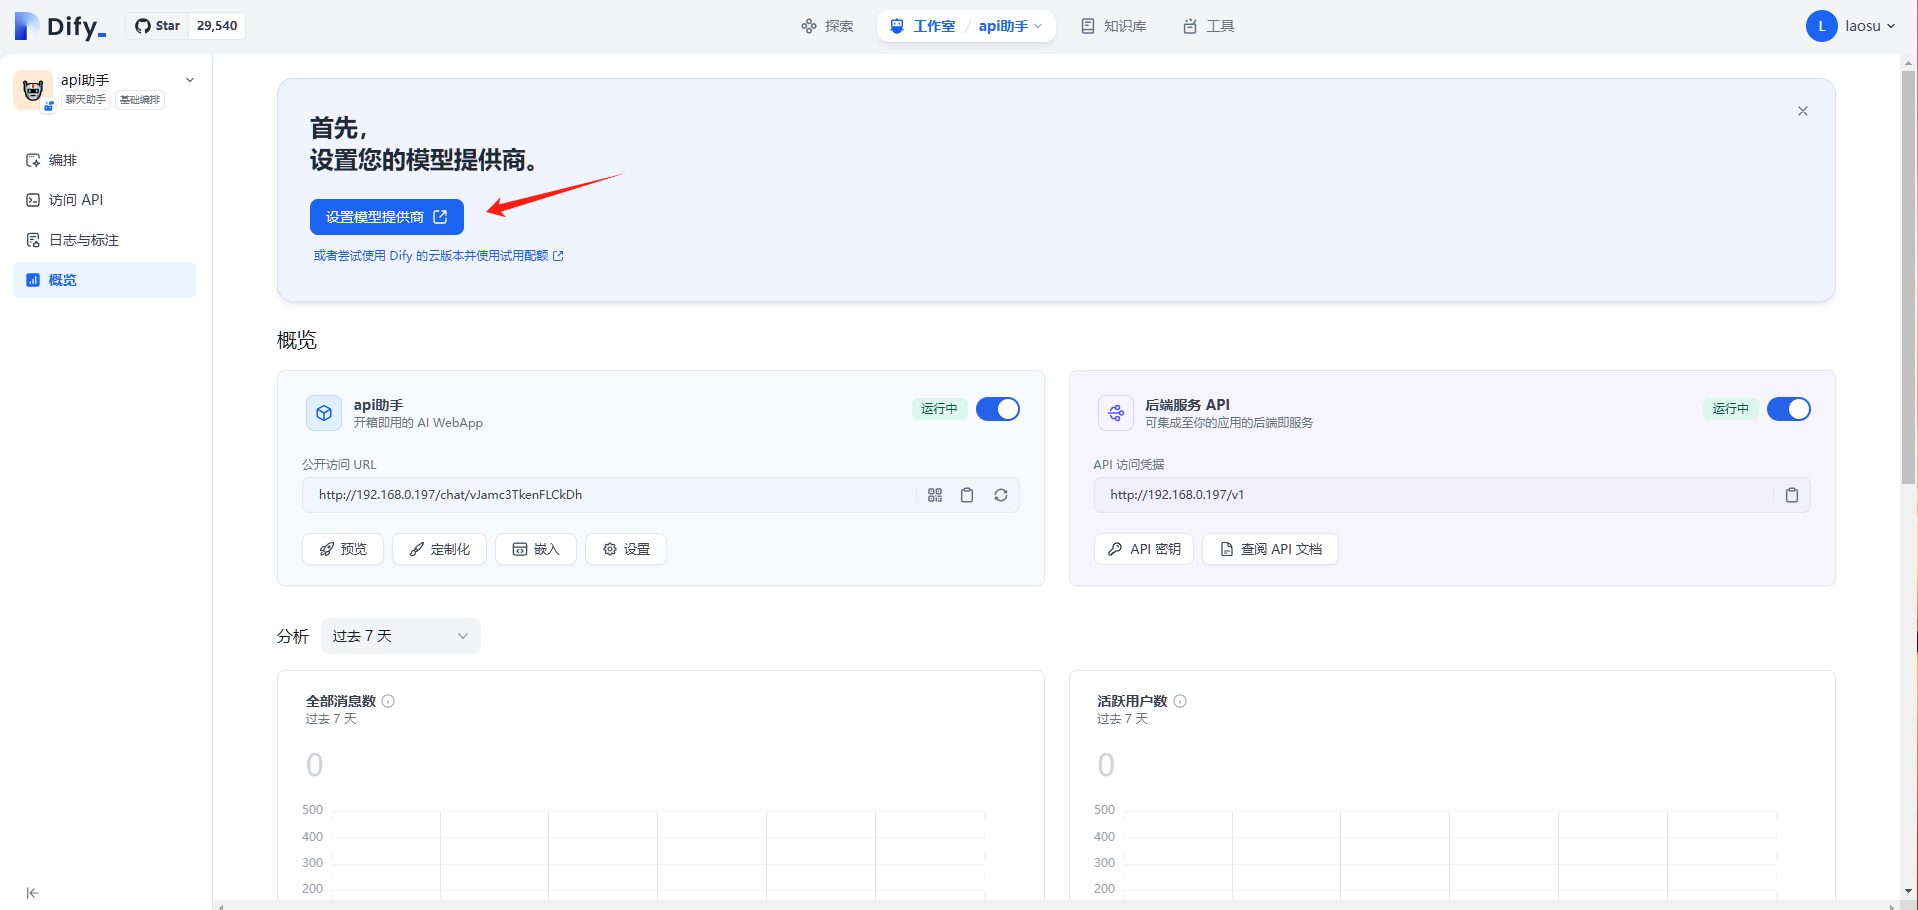 Dify_
Star 29,540
探索
工作室 / api助手
知识库
工具
L laosu
api助手
聊天助手 基础编排
编排
访问 API
日志与标注
概览
首先,
设置您的模型提供商。
设置模型提供商
或者尝试使用 Dify 的云版本并使用试用配额
概览
api助手
开箱即用的 AI WebApp
运行中
公开访问 URL
http://192.168.0.197/chat/vJamc3TkenFLCkDh
预览 定制化 嵌入 设置
后端服务 API
可集成至你的应用的后端即服务
运行中
API 访问凭据
http://192.168.0.197/v1
API 密钥 查阅 API 文档
分析 过去 7 天
全部消息数
过去 7 天
0
500
400
300
200
活跃用户数
过去 7 天
0
500
400
300
200